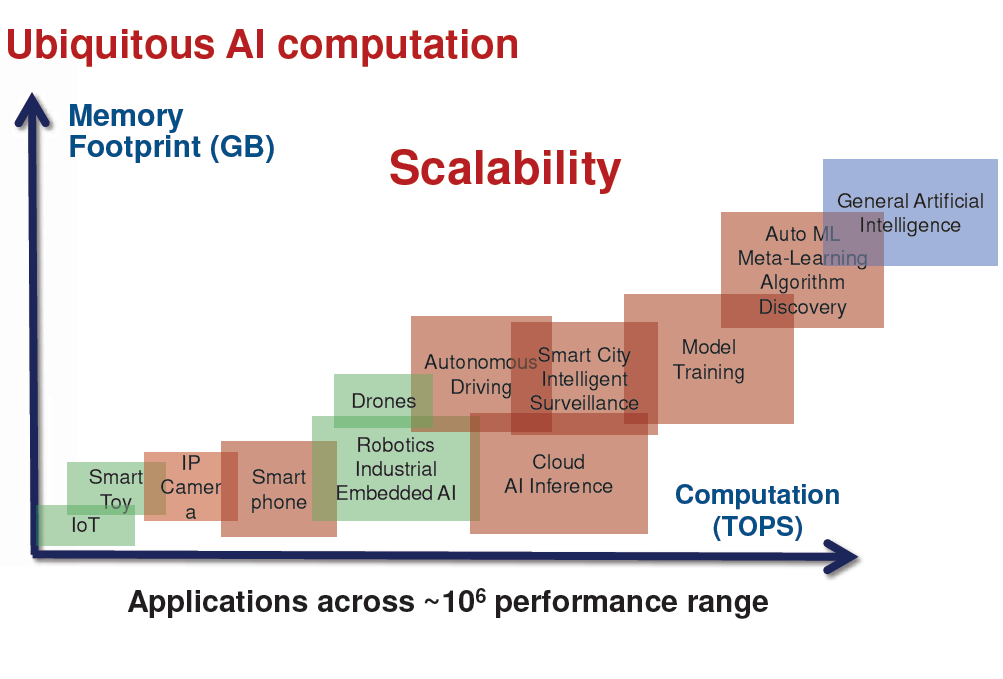 Ubiquitous AI computation
Memory
Footprint (GB)
Scalability
General Artificial
Intelligence
Auto ML
Meta-Learning
Algorithm
Discovery
Model
Training
Smart City
Intelligent
Surveillance
Autonomous
Driving
Drones
Robotics
Industrial
Embedded AI
Cloud
AI Inference
Smart
phone
IP
Camer
a
Smart
Toy
IoT
Computation
(TOPS)
Applications across ~10⁶ performance range